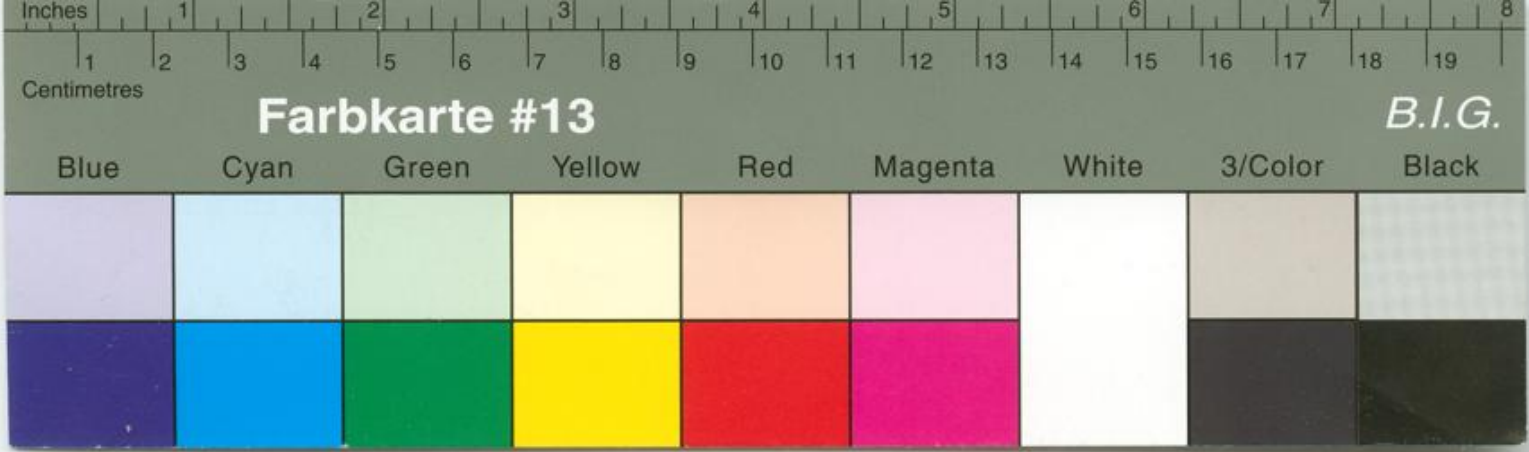 Inches 1 2 3 4 5 6 7 8
1 2 3 4 5 6 7 8 9 10 11 12 13 14 15 16 17 18 19
Centimetres
Farbkarte #13 B.I.G.
Blue Cyan Green Yellow Red Magenta White 3/Color Black